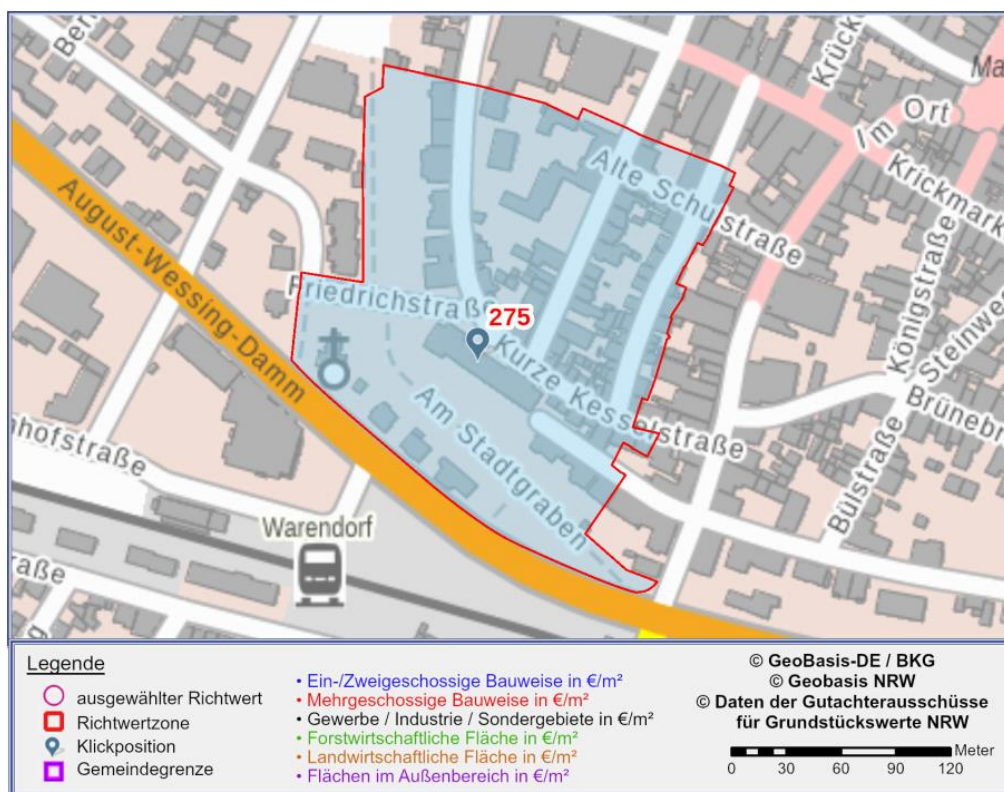 Krück
Ma
Im Ort
August-Wessing-Damm
Alte Schulstraße
Krickmark
Friedrichstraße
275
Kurze Kesselstraße
Königstraße
Steinwe
Brünebr
Am Stadtgraben
nhofstraße
Bülstraße
Warendorf
raße
Legende
ausgewählter Richtwert
Richtwertzone
Klickposition
Gemeindegrenze
• Ein-/Zweigeschossige Bauweise in €/m²
• Mehrgeschossige Bauweise in €/m²
• Gewerbe / Industrie / Sondergebiete in €/m²
• Forstwirtschaftliche Fläche in €/m²
• Landwirtschaftliche Fläche in €/m²
• Flächen im Außenbereich in €/m²
© GeoBasis-DE / BKG
© Geobasis NRW
© Daten der Gutachterausschüsse
für Grundstückswerte NRW
Meter
0 30 60 90 120